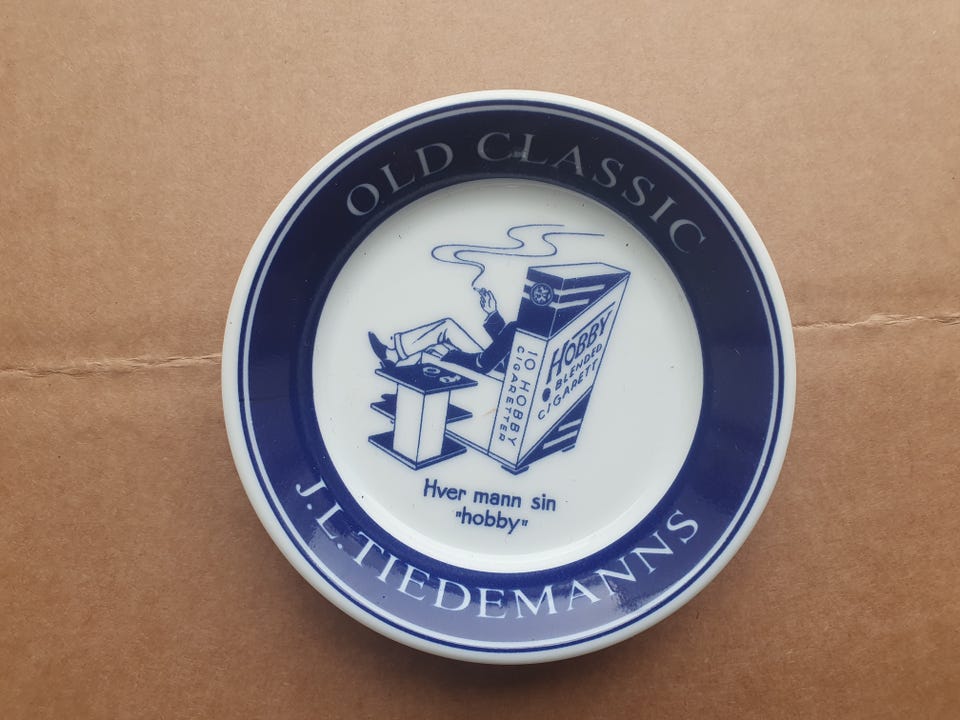 OLD CLASSIC
HOBBY
BLENDED
CIGARETT
10 HOBBY
CIGARETTER
Hver mann sin
"hobby"
J.L.TIEDEMANNS